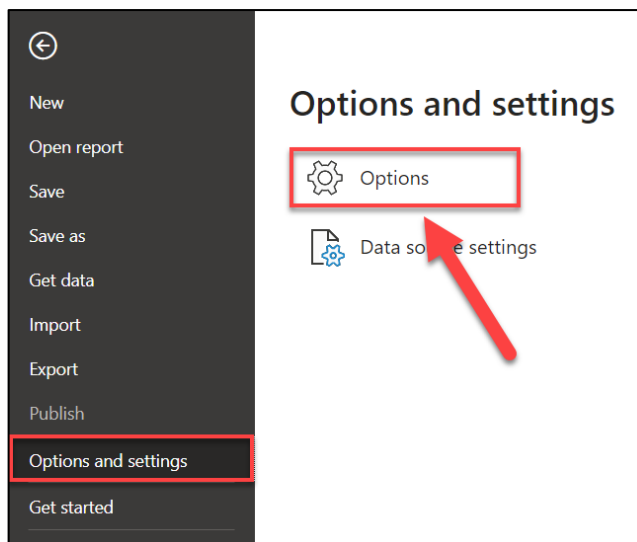 New
Open report
Save
Save as
Get data
Import
Export
Publish
Options and settings
Get started
Options and settings
Options
Data source settings